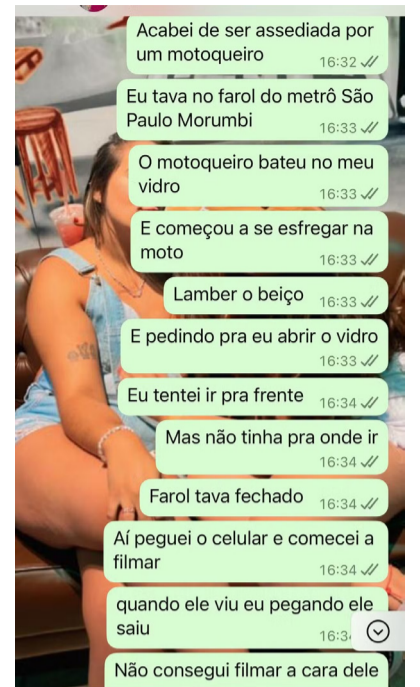 Acabei de ser assediada por
um motoqueiro
16:32
Eu tava no farol do metrô São
Paulo Morumbi
16:33
O motoqueiro bateu no meu
vidro
16:33
E começou a se esfregar na
moto
16:33
Lamber o beiço 16:33
E pedindo pra eu abrir o vidro
16:33
Eu tentei ir pra frente 16:34
Mas não tinha pra onde ir
16:34
Farol tava fechado 16:34
Aí peguei o celular e comecei a
filmar
16:34
quando ele viu eu pegando ele
saiu
Não consegui filmar a cara dele